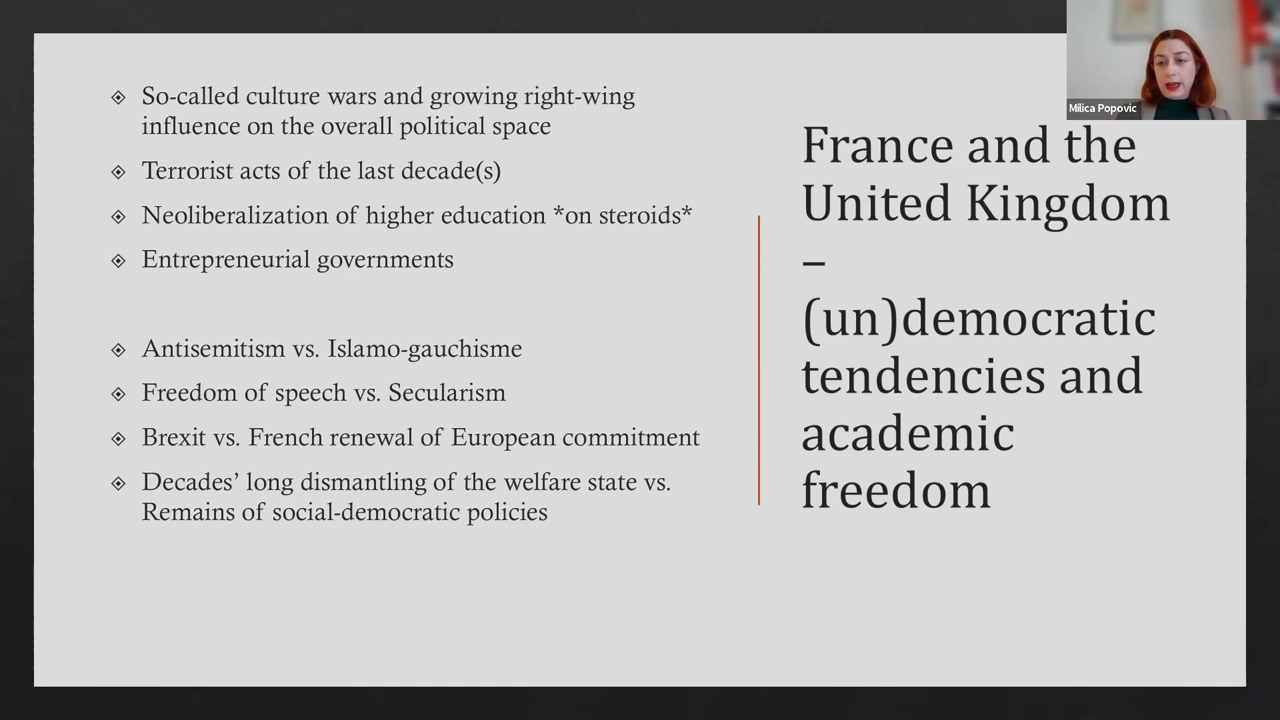 So-called culture wars and growing right-wing
influence on the overall political space
Terrorist acts of the last decade(s)
Neoliberalization of higher education *on steroids*
Entrepreneurial governments
Antisemitism vs. Islamo-gauchisme
Freedom of speech vs. Secularism
Brexit vs. French renewal of European commitment
Decades’ long dismantling of the welfare state vs.
Remains of social-democratic policies
France and the
United Kingdom
–
(un)democratic
tendencies and
academic
freedom
Milica Popovic